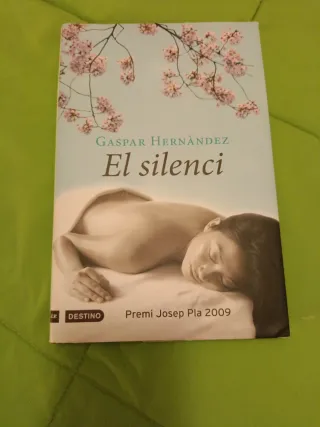 GASPAR HERNÀNDEZ
El silenci
DESTINO
Premi Josep Pla 2009